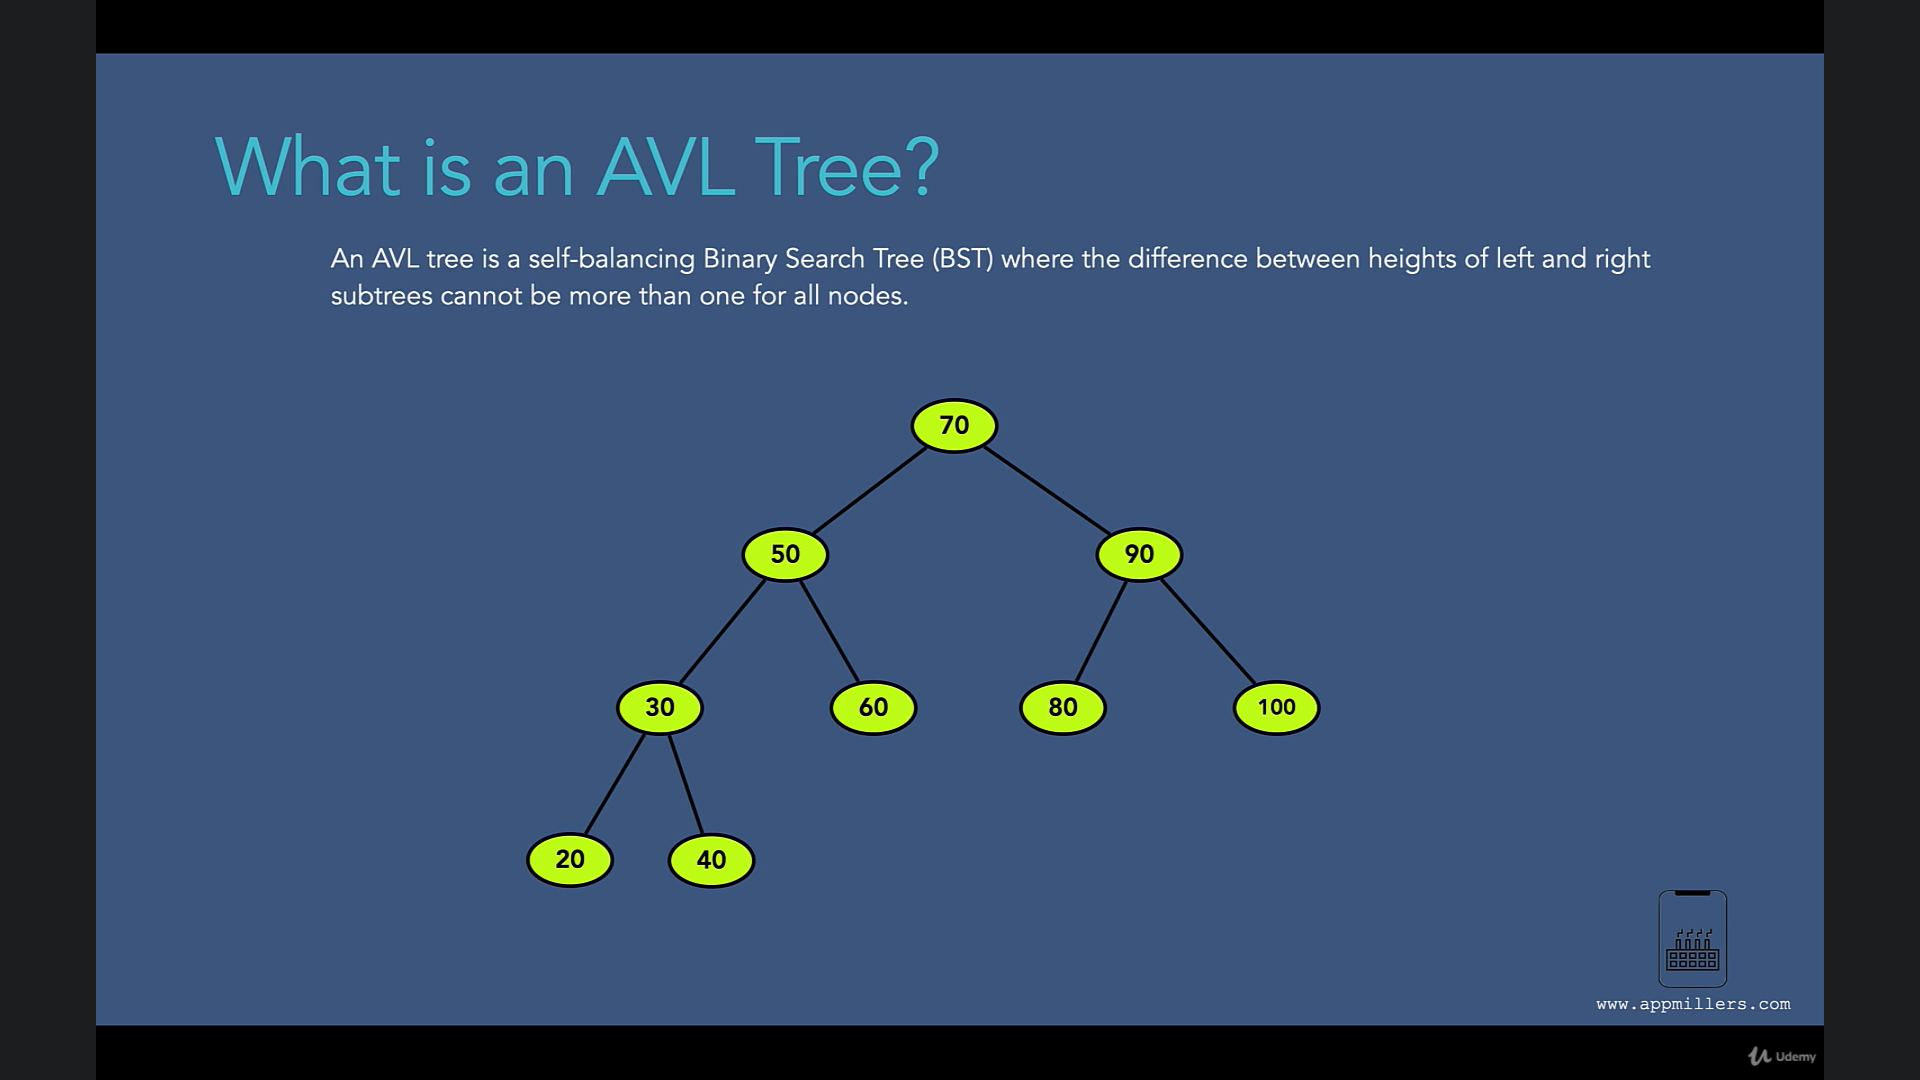 What is an AVL Tree?
An AVL tree is a self-balancing Binary Search Tree (BST) where the difference between heights of left and right
subtrees cannot be more than one for all nodes.
70
50
90
30
60
80
100
20
40
www.appmillers.com
Udemy